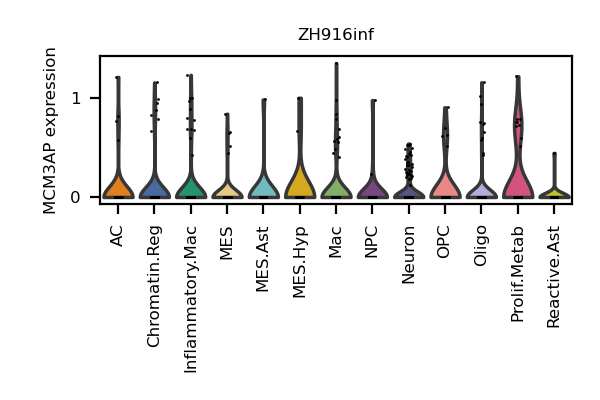 ZH916inf
MCM3AP expression
1
0
AC
Chromatin.Reg
Inflammatory.Mac
MES
MES.Ast
MES.Hyp
Mac
NPC
Neuron
OPC
Oligo
Prolif.Metab
Reactive.Ast